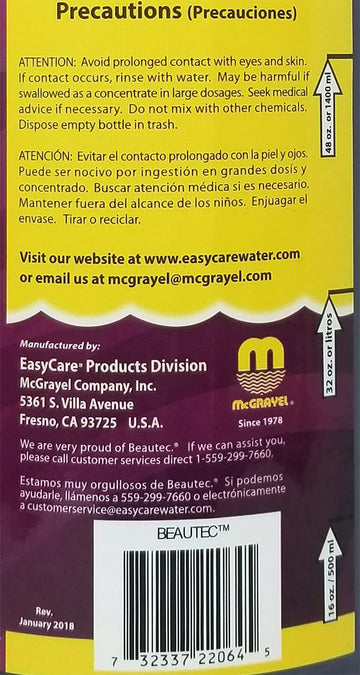 Precautions (Precauciones)
ATTENTION: Avoid prolonged contact with eyes and skin.
If contact occurs, rinse with water. May be harmful if
swallowed as a concentrate in large dosages. Seek medical
advice if necessary. Do not mix with other chemicals.
Dispose empty bottle in trash.
ATENCIÓN: Evitar el contacto prolongado con la piel y ojos.
Puede ser nocivo por ingestión en grandes dosís y
concentrado. Buscar atención médica si es necesario.
Mantener fuera del alcance de los niños. Enjuagar el
envase. Tirar o reciclar.
Visit our website at www.easycarewater.com
or email us at mcgrayel@mcgrayel.com
48 oz. or 1400 ml
32 oz. or litros
16 oz. / 500 ml
Manufactured by:
EasyCare® Products Division
McGrayel Company, Inc.
5361 S. Villa Avenue
Fresno, CA 93725 U.S.A.
McGRAYEL®
Since 1978
We are very proud of Beautec.® If we can assist you,
please call customer services direct 1-559-299-7660.
Estamos muy orgullosos de Beautec.® Si podemos
ayudarle, llámenos a 559-299-7660 o electrónicamente
a customerservice@easycarewater.com.
BEAUTEC™
7 32337 22064 5
Rev.
January 2018